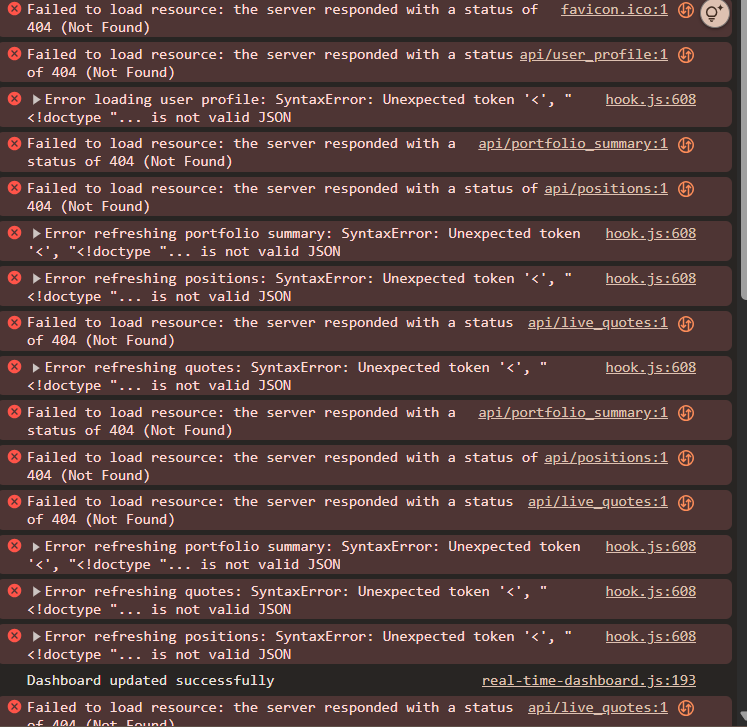 Failed to load resource: the server responded with a status of favicon.ico:1
404 (Not Found)
Failed to load resource: the server responded with a status api/user_profile:1
of 404 (Not Found)
Error loading user profile: SyntaxError: Unexpected token '<', " hook.js:608
<!doctype "... is not valid JSON
Failed to load resource: the server responded with a api/portfolio_summary:1
status of 404 (Not Found)
Failed to load resource: the server responded with a status of api/positions:1
404 (Not Found)
Error refreshing portfolio summary: SyntaxError: Unexpected token hook.js:608
'<', "<!doctype "... is not valid JSON
Error refreshing positions: SyntaxError: Unexpected token '<', " hook.js:608
<!doctype "... is not valid JSON
Failed to load resource: the server responded with a status api/live_quotes:1
of 404 (Not Found)
Error refreshing quotes: SyntaxError: Unexpected token '<', " hook.js:608
<!doctype "... is not valid JSON
Failed to load resource: the server responded with a api/portfolio_summary:1
status of 404 (Not Found)
Failed to load resource: the server responded with a status of api/positions:1
404 (Not Found)
Failed to load resource: the server responded with a status api/live_quotes:1
of 404 (Not Found)
Error refreshing portfolio summary: SyntaxError: Unexpected token hook.js:608
'<', "<!doctype "... is not valid JSON
Error refreshing quotes: SyntaxError: Unexpected token '<', " hook.js:608
<!doctype "... is not valid JSON
Error refreshing positions: SyntaxError: Unexpected token '<', " hook.js:608
<!doctype "... is not valid JSON
Dashboard updated successfully real-time-dashboard.js:193
Failed to load resource: the server responded with a status api/live_quotes:1
of 404 (Not Found)